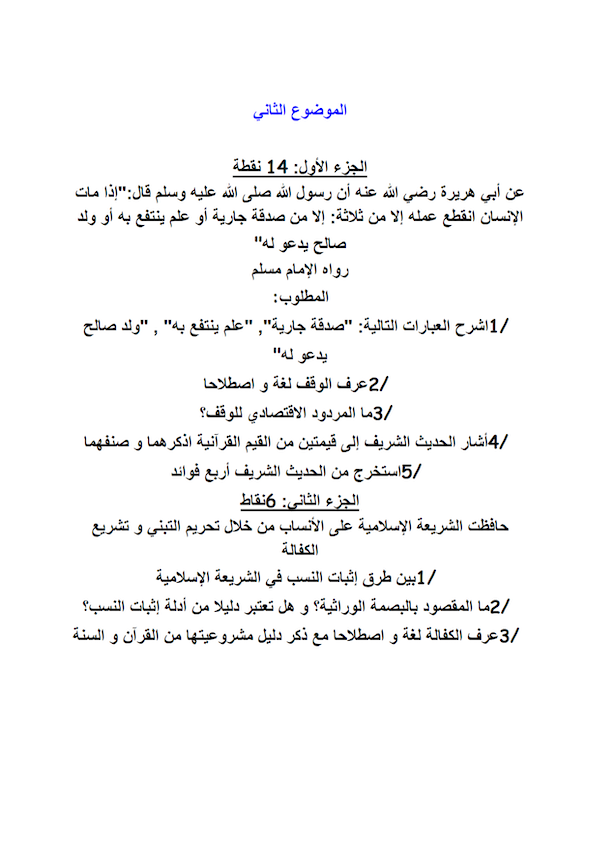 الموضوع الثاني
الجزء الأول: 14 نقطة
عن أبي هريرة رضي الله عنه أن رسول الله صلى الله عليه وسلم قال:"إذا مات
الإنسان انقطع عمله إلا من ثلاثة: إلا من صدقة جارية أو علم ينتفع به أو ولد
صالح يدعو له"
رواه الإمام مسلم
المطلوب:
1/اشرح العبارات التالية: "صدقة جارية", "علم ينتفع به" , "ولد صالح
يدعو له"
2/عرف الوقف لغة و اصطلاحا
3/ما المردود الاقتصادي للوقف؟
4/أشار الحديث الشريف إلى قيمتين من القيم القرآنية اذكرهما و صنفهما
5/استخرج من الحديث الشريف أربع فوائد
الجزء الثاني: 6نقاط
حافظت الشريعة الإسلامية على الأنساب من خلال تحريم التبني و تشريع
الكفالة
1/بين طرق إثبات النسب في الشريعة الإسلامية
2/ما المقصود بالبصمة الوراثية؟ و هل تعتبر دليلا من أدلة إثبات النسب؟
3/عرف الكفالة لغة و اصطلاحا مع ذكر دليل مشروعيتها من القرآن و السنة